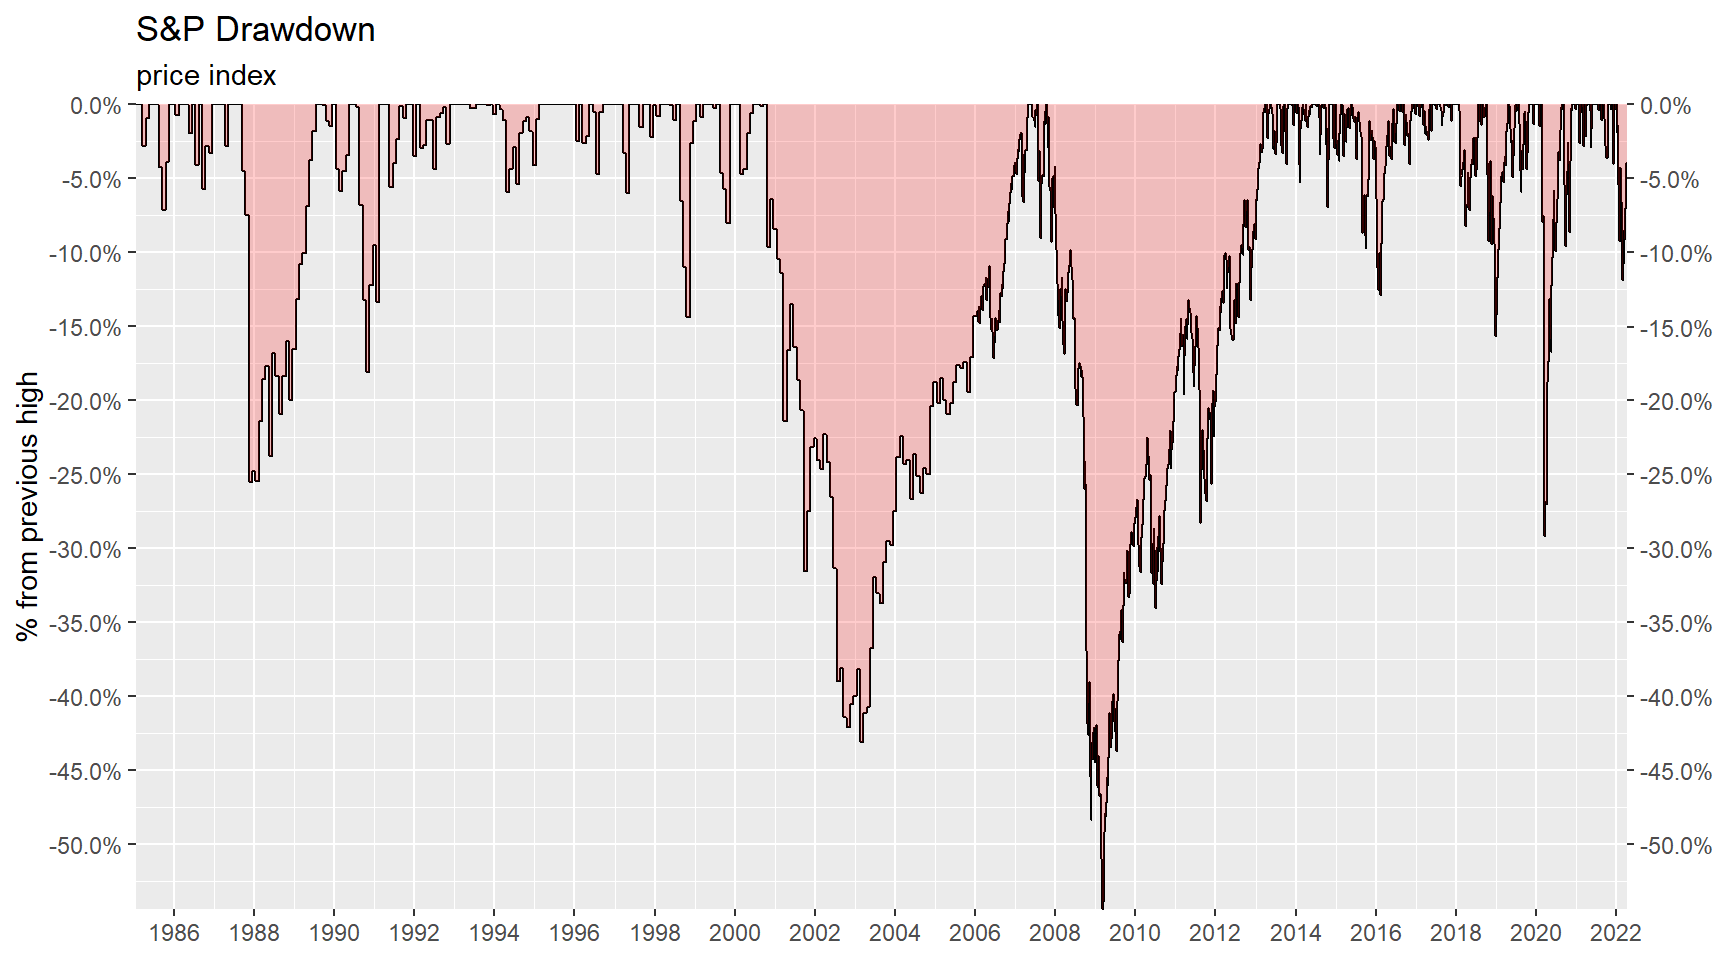 S&P Drawdown
price index
% from previous high
0.0% 0.0%
-5.0% -5.0%
-10.0% -10.0%
-15.0% -15.0%
-20.0% -20.0%
-25.0% -25.0%
-30.0% -30.0%
-35.0% -35.0%
-40.0% -40.0%
-45.0% -45.0%
-50.0% -50.0%
1986 1988 1990 1992 1994 1996 1998 2000 2002 2004 2006 2008 2010 2012 2014 2016 2018 2020 2022